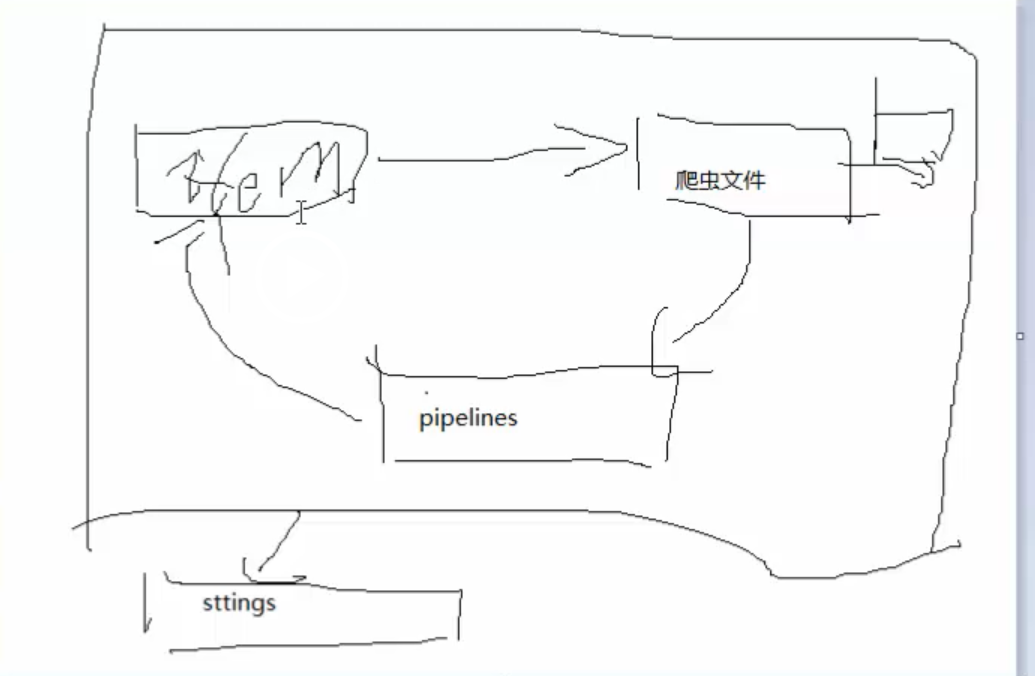 Item
爬虫文件
pipelines
sttings